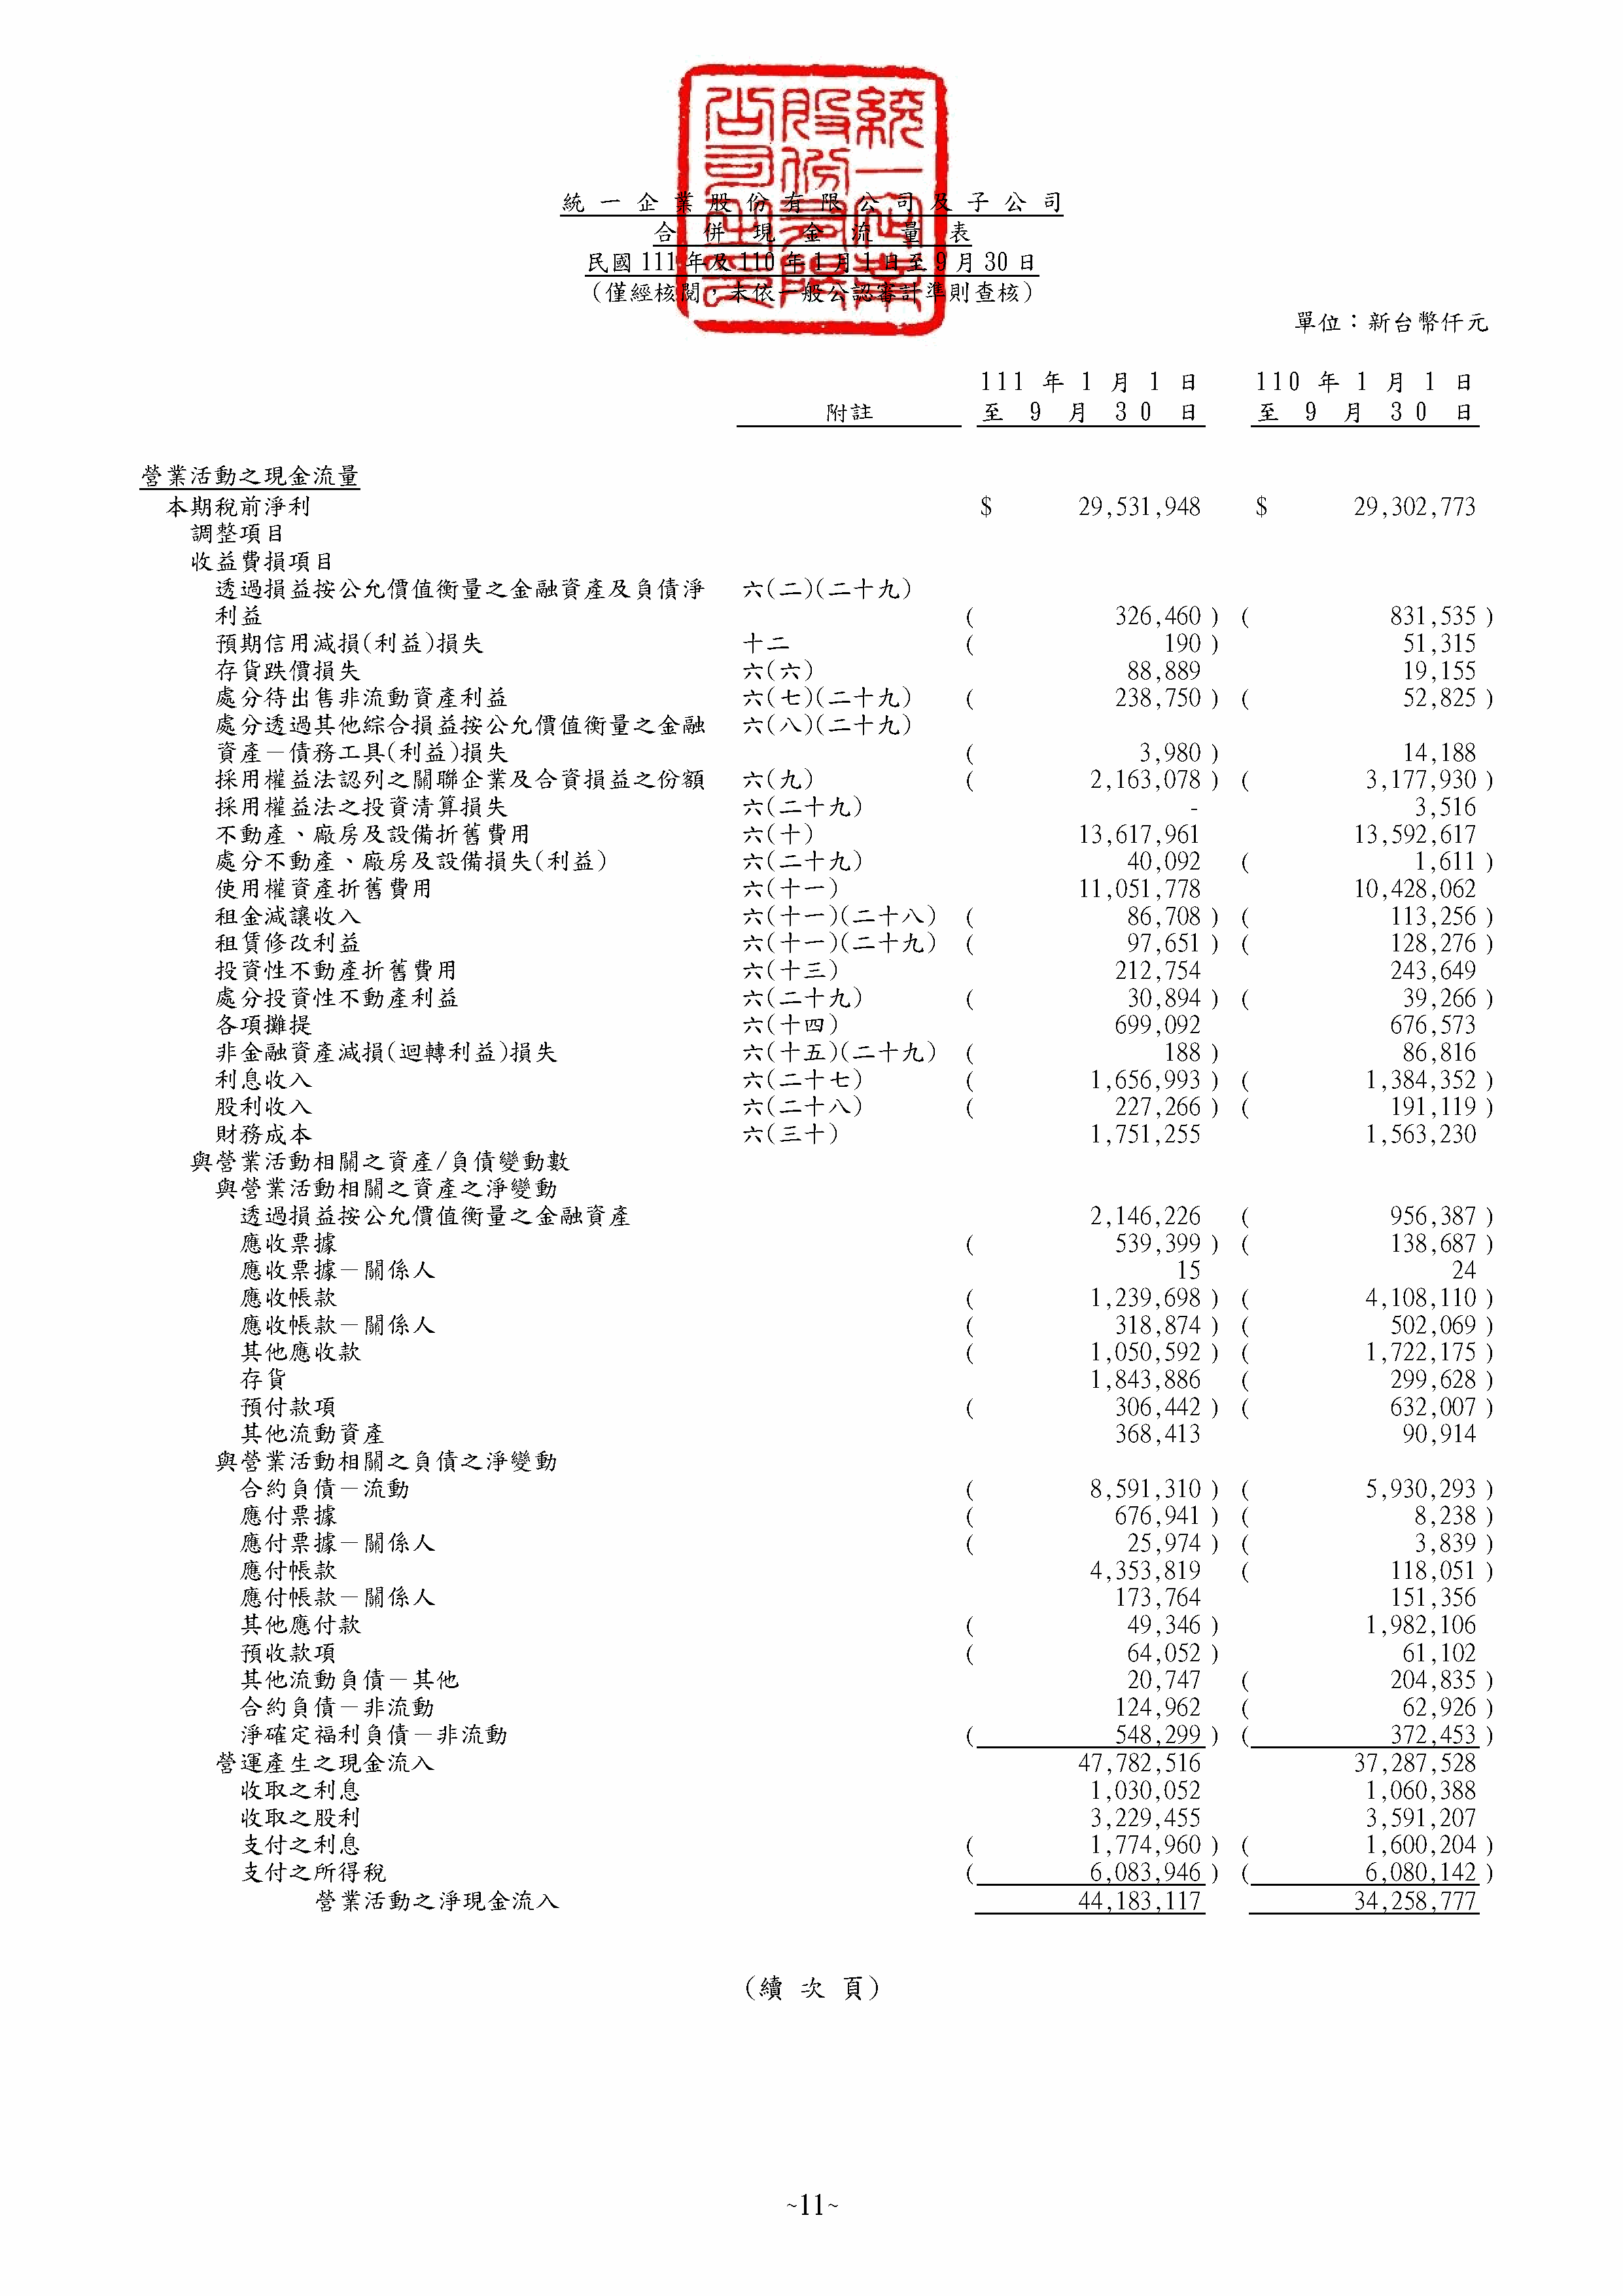 統一企業股份有限公司及子公司
合併現金流量表
民國 111 年及 110 年 1 月 1 日至 9 月 30 日
(僅經核閱，未依一般公認審計準則查核)
單位：新台幣仟元
111 年 1 月 1 日 110 年 1 月 1 日
附註 至 9 月 30 日 至 9 月 30 日
營業活動之現金流量
本期稅前淨利 $ 29,531,948 $ 29,302,773
調整項目
收益費損項目
透過損益按公允價值衡量之金融資產及負債淨 六(二)(二十九)
利益 ( 326,460 ) ( 831,535 )
預期信用減損(利益)損失 十二 ( 190 ) 51,315
存貨跌價損失 六(六) 88,889 19,155
處分待出售非流動資產利益 六(七)(二十九) ( 238,750 ) ( 52,825 )
處分透過其他綜合損益按公允價值衡量之金融 六(八)(二十九)
資產－債務工具(利益)損失 ( 3,980 ) 14,188
採用權益法認列之關聯企業及合資損益之份額 六(九) ( 2,163,078 ) ( 3,177,930 )
採用權益法之投資清算損失 六(二十九) - 3,516
不動產、廠房及設備折舊費用 六(十) 13,617,961 13,592,617
處分不動產、廠房及設備損失(利益) 六(二十九) 40,092 ( 1,611 )
使用權資產折舊費用 六(十一) 11,051,778 10,428,062
租金減讓收入 六(十一)(二十八) ( 86,708 ) ( 113,256 )
租賃修改利益 六(十一)(二十九) ( 97,651 ) ( 128,276 )
投資性不動產折舊費用 六(十三) 212,754 243,649
處分投資性不動產利益 六(二十九) ( 30,894 ) ( 39,266 )
各項攤提 六(十四) 699,092 676,573
非金融資產減損(迴轉利益)損失 六(十五)(二十九) ( 188 ) 86,816
利息收入 六(二十七) ( 1,656,993 ) ( 1,384,352 )
股利收入 六(二十八) ( 227,266 ) ( 191,119 )
財務成本 六(三十) 1,751,255 1,563,230
與營業活動相關之資產/負債變動數
與營業活動相關之資產之淨變動
透過損益按公允價值衡量之金融資產 2,146,226 ( 956,387 )
應收票據 ( 539,399 ) ( 138,687 )
應收票據－關係人 15 24
應收帳款 ( 1,239,698 ) ( 4,108,110 )
應收帳款－關係人 ( 318,874 ) ( 502,069 )
其他應收款 ( 1,050,592 ) ( 1,722,175 )
存貨 1,843,886 ( 299,628 )
預付款項 ( 306,442 ) ( 632,007 )
其他流動資產 368,413 90,914
與營業活動相關之負債之淨變動
合約負債－流動 ( 8,591,310 ) ( 5,930,293 )
應付票據 ( 676,941 ) ( 8,238 )
應付票據－關係人 ( 25,974 ) ( 3,839 )
應付帳款 4,353,819 ( 118,051 )
應付帳款－關係人 173,764 151,356
其他應付款 ( 49,346 ) 1,982,106
預收款項 ( 64,052 ) 61,102
其他流動負債－其他 20,747 ( 204,835 )
合約負債－非流動 124,962 ( 62,926 )
淨確定福利負債－非流動 ( 548,299 ) ( 372,453 )
營運產生之現金流入 47,782,516 37,287,528
收取之利息 1,030,052 1,060,388
收取之股利 3,229,455 3,591,207
支付之利息 ( 1,774,960 ) ( 1,600,204 )
支付之所得稅 ( 6,083,946 ) ( 6,080,142 )
營業活動之淨現金流入 44,183,117 34,258,777
(續 次 頁)
~11~